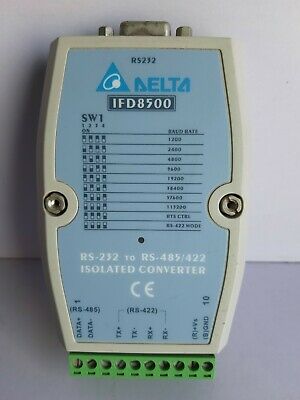 RS232
DELTA
IFD8500
SW1
1 2 3 4
ON BAUD RATE
1200
2400
4800
9600
19200
38400
57600
115200
RTS CTRL
RS-422 MODE
RS-232 TO RS-485/422
ISOLATED CONVERTER
CE
1 10
(RS-485) (RS-422)
DATA+ DATA- TX+ TX- RX+ RX- (R)+Vs (B)GND